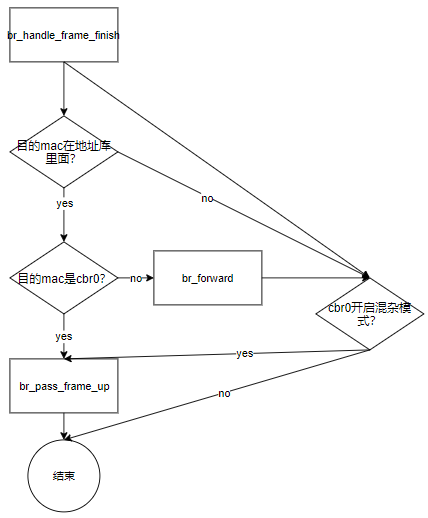 br_handle_frame_finish
目的mac在地址库
里面?
no
yes
目的mac是cbr0?
no
br_forward
cbr0开启混杂模
式?
yes
yes
br_pass_frame_up
no
结束